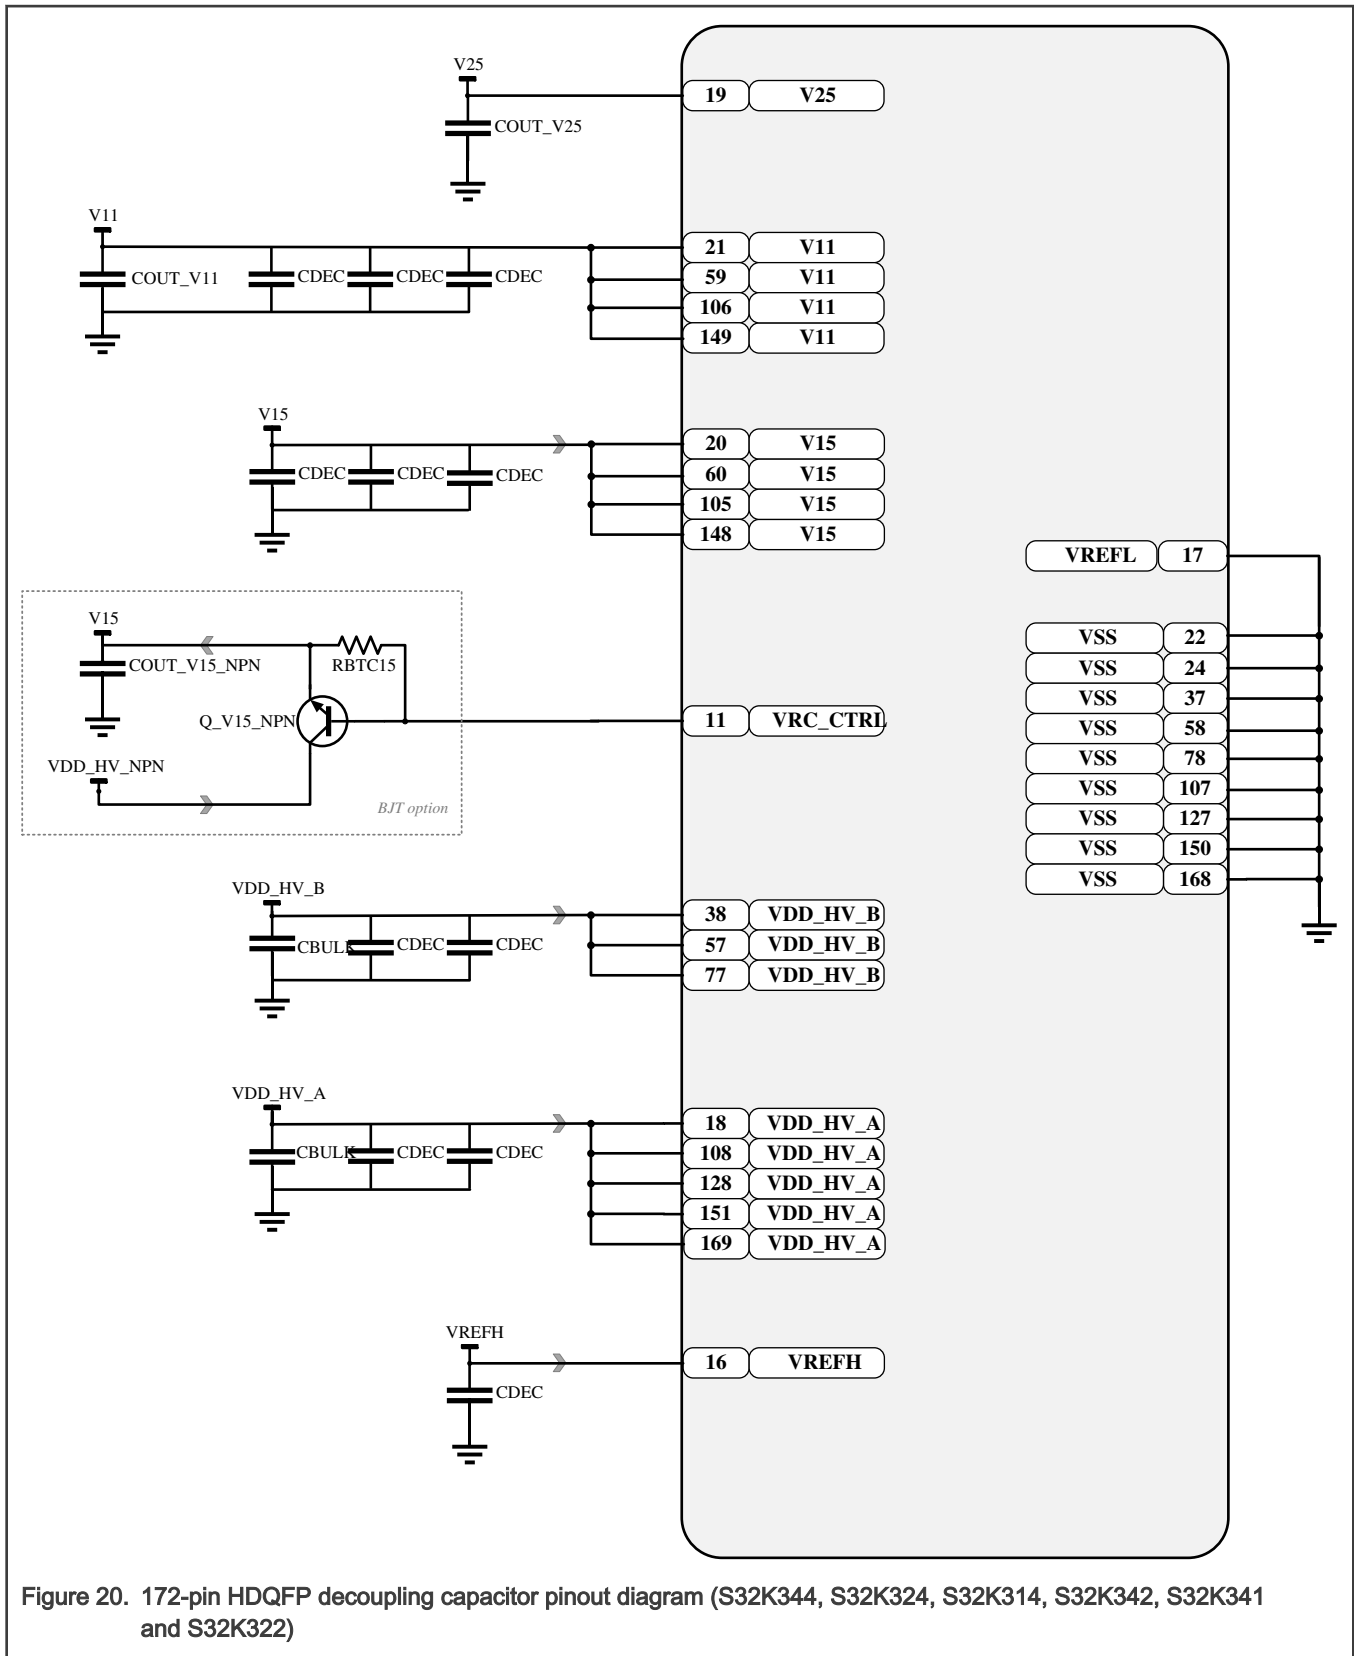 V25
19 V25
COUT_V25
V11
21 V11
COUT_V11 CDEC CDEC CDEC
59 V11
106 V11
149 V11
V15
20 V15
CDEC CDEC CDEC
60 V15
105 V15
148 V15
VREFL 17
V15
COUT_V15_NPN
RBTC15
Q_V15_NPN
VDD_HV_NPN
BJT option
11 VRC_CTRL
VSS 22
VSS 24
VSS 37
VSS 58
VSS 78
VSS 107
VSS 127
VSS 150
VSS 168
VDD_HV_B
38 VDD_HV_B
CBULK CDEC CDEC
57 VDD_HV_B
77 VDD_HV_B
VDD_HV_A
18 VDD_HV_A
CBULK CDEC CDEC
108 VDD_HV_A
128 VDD_HV_A
151 VDD_HV_A
169 VDD_HV_A
VREFH
16 VREFH
CDEC
Figure 20. 172-pin HDQFP decoupling capacitor pinout diagram (S32K344, S32K324, S32K314, S32K342, S32K341
and S32K322)